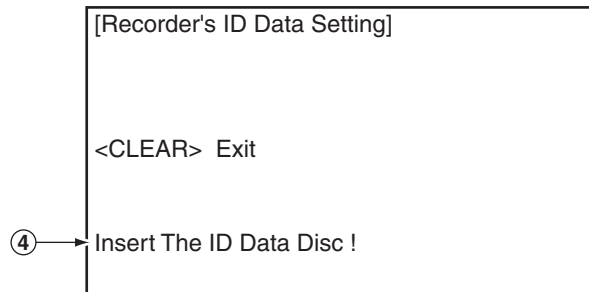 [Recorder's ID Data Setting]
<CLEAR> Exit
④ Insert The ID Data Disc !